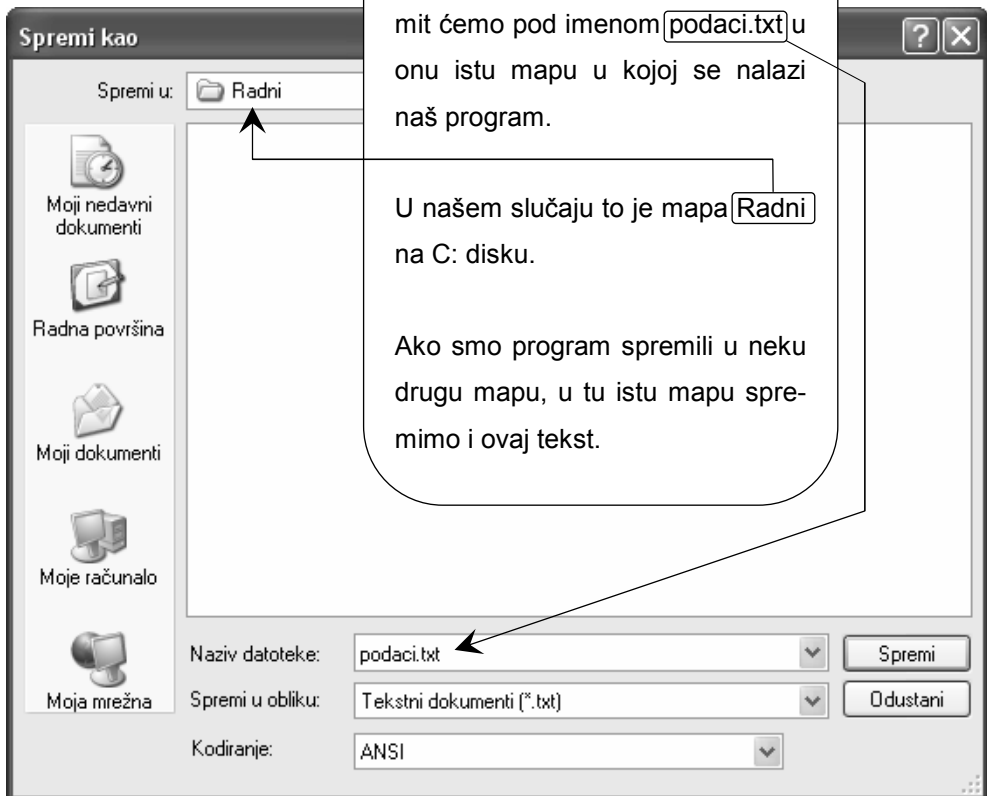 Spremi kao
Spremi u:
Radni
mit ćemo pod imenom podaci.txt u
onu istu mapu u kojoj se nalazi
naš program.
U našem slučaju to je mapa Radni
na C: disku.
Ako smo program spremili u neku
drugu mapu, u tu istu mapu spre-
mimo i ovaj tekst.
Moji nedavni
dokumenti
Radna površina
Moji dokumenti
Moje računalo
Moja mrežna
Naziv datoteke:
podaci.txt
Spremi
Spremi u obliku:
Tekstni dokumenti (*.txt)
Odustani
Kodiranje:
ANSI